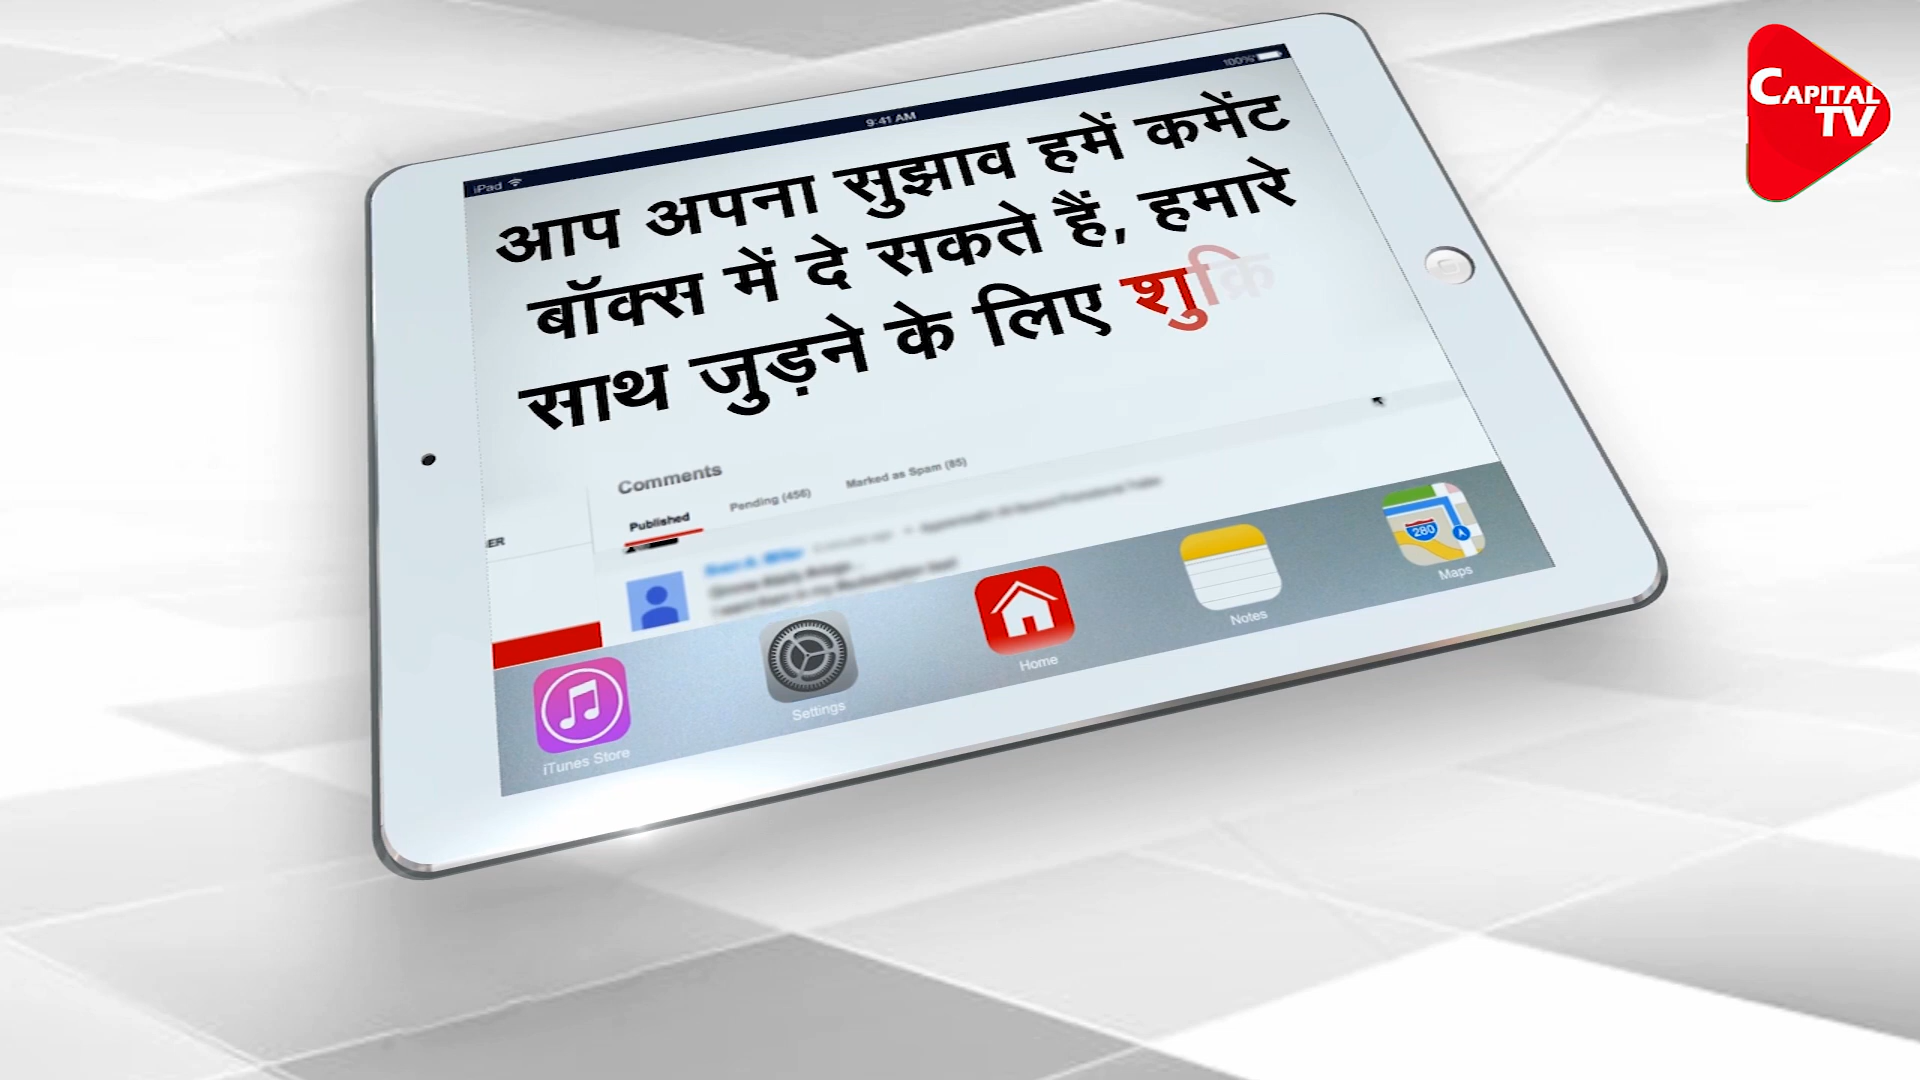 CAPITAL
TV
iPad
9:41 AM
100%
आप अपना सुझाव हमें कमेंट
बॉक्स में दे सकते हैं, हमारे
साथ जुड़ने के लिए शुक्रि
Comments
Published
Pending (456)
Marked as Spam (85)
ER
280
iTunes Store
Settings
Home
Notes
Maps